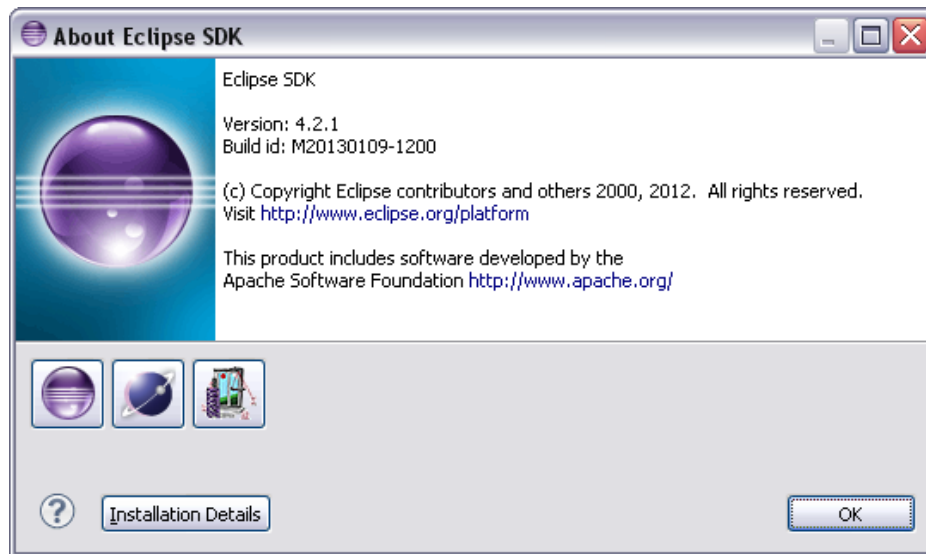 About Eclipse SDK
Eclipse SDK
Version: 4.2.1
Build id: M20130109-1200
(c) Copyright Eclipse contributors and others 2000, 2012.  All rights reserved.
Visit http://www.eclipse.org/platform
This product includes software developed by the
Apache Software Foundation http://www.apache.org/
?
Installation Details
OK